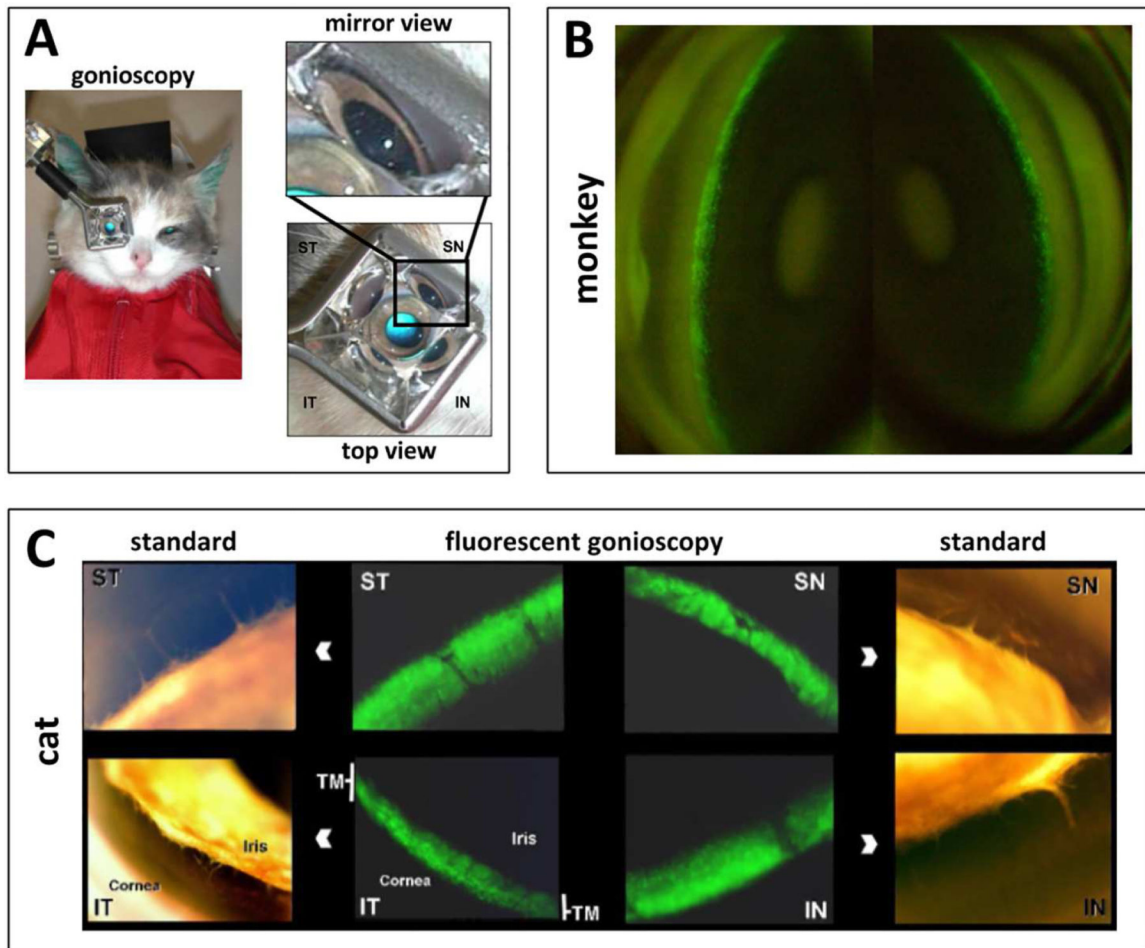 A
gonioscopy
mirror view
ST
SN
IT
IN
top view
B
monkey
C
standard
fluorescent gonioscopy
standard
cat
ST
ST
SN
SN
TM
Iris
Cornea
IT
Iris
Cornea
IT
TM
IN
IN